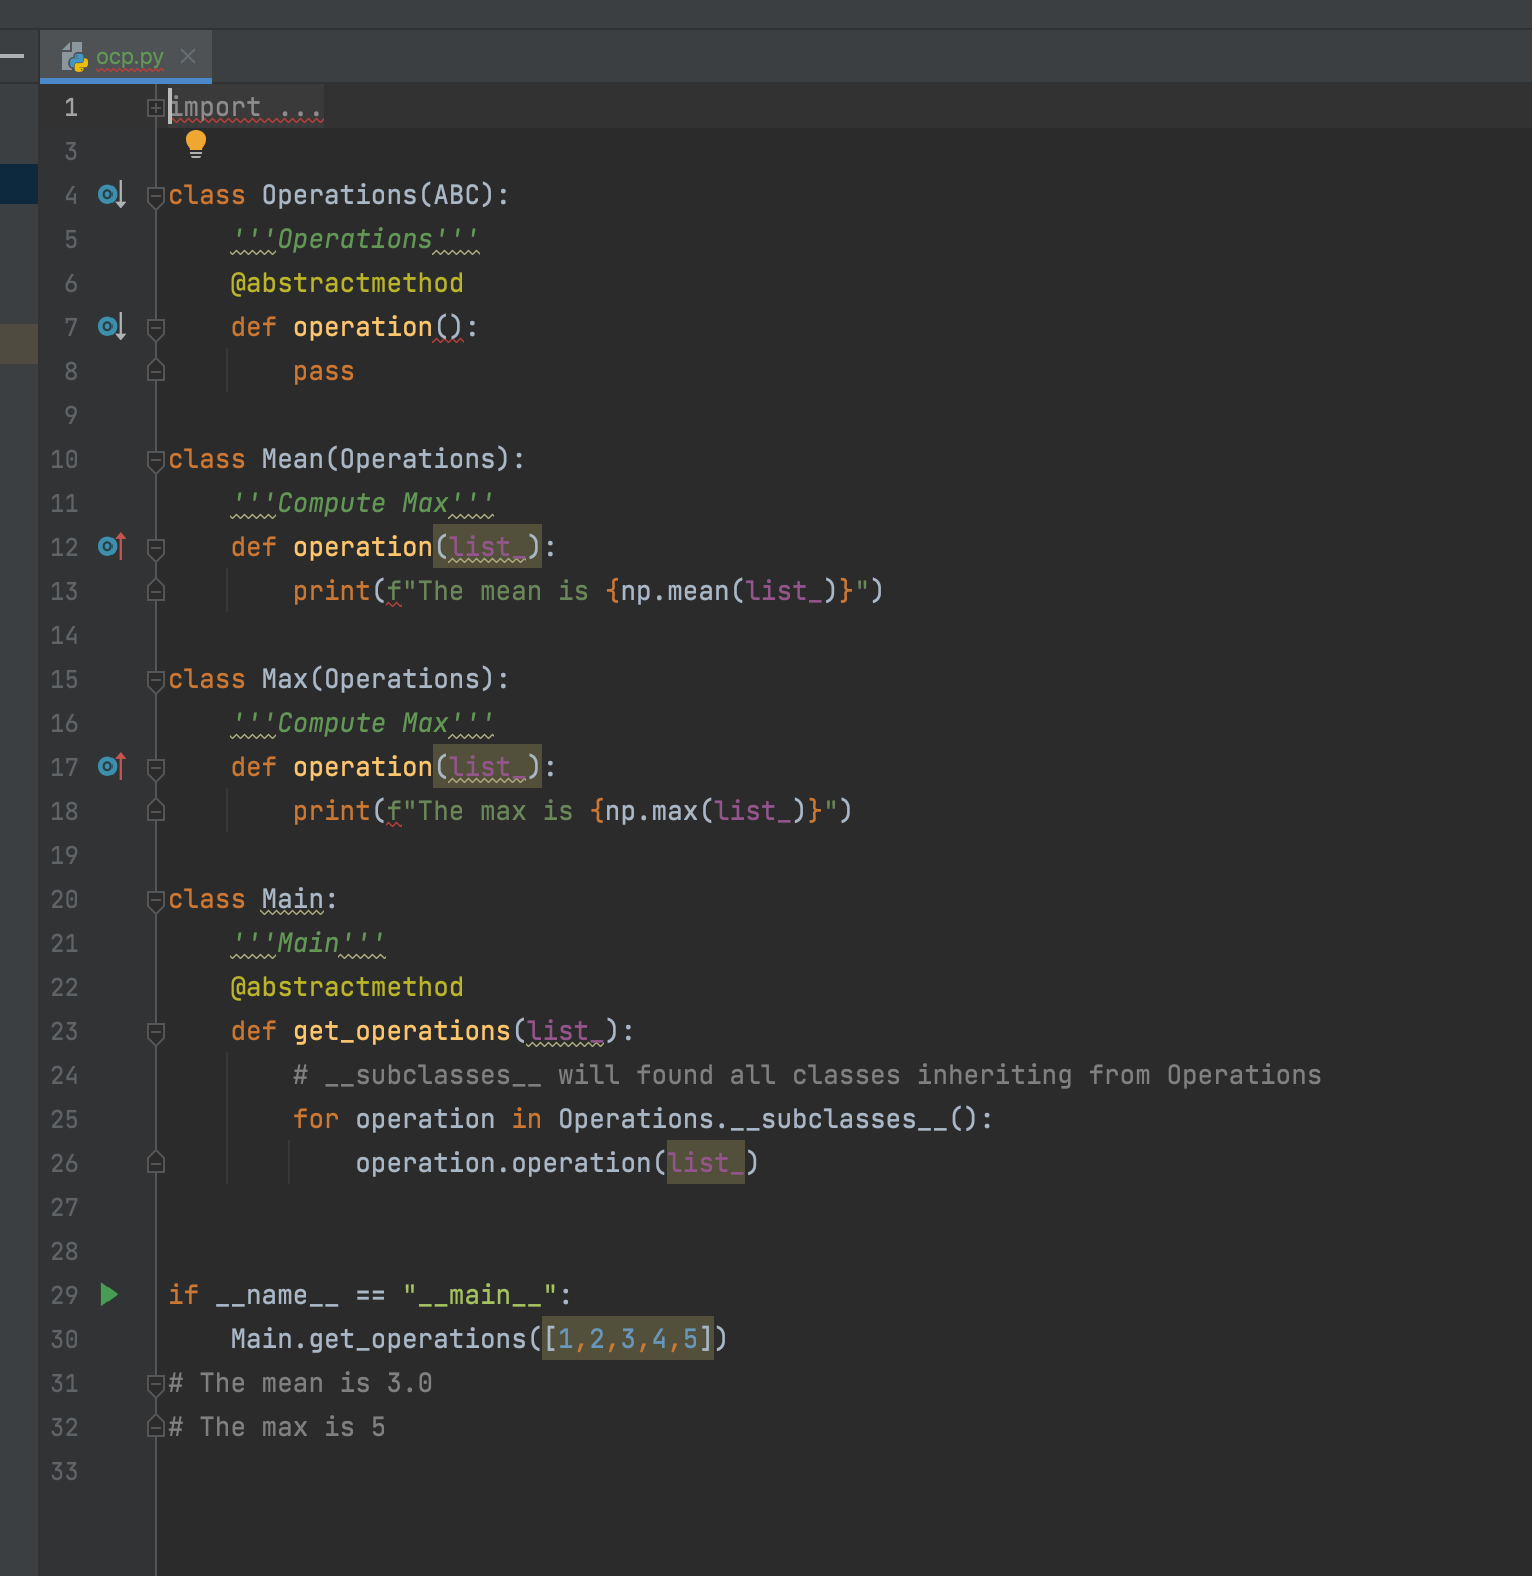 ocp.py
1 import ...
3
4 class Operations(ABC):
5 '''Operations'''
6 @abstractmethod
7 def operation():
8 pass
9
10 class Mean(Operations):
11 '''Compute Max'''
12 def operation(list_):
13 print(f"The mean is {np.mean(list_)}")
14
15 class Max(Operations):
16 '''Compute Max'''
17 def operation(list_):
18 print(f"The max is {np.max(list_)}")
19
20 class Main:
21 '''Main'''
22 @abstractmethod
23 def get_operations(list_):
24 # __subclasses__ will found all classes inheriting from Operations
25 for operation in Operations.__subclasses__():
26 operation.operation(list_)
27
28
29 if __name__ == "__main__":
30 Main.get_operations([1,2,3,4,5])
31 # The mean is 3.0
32 # The max is 5
33